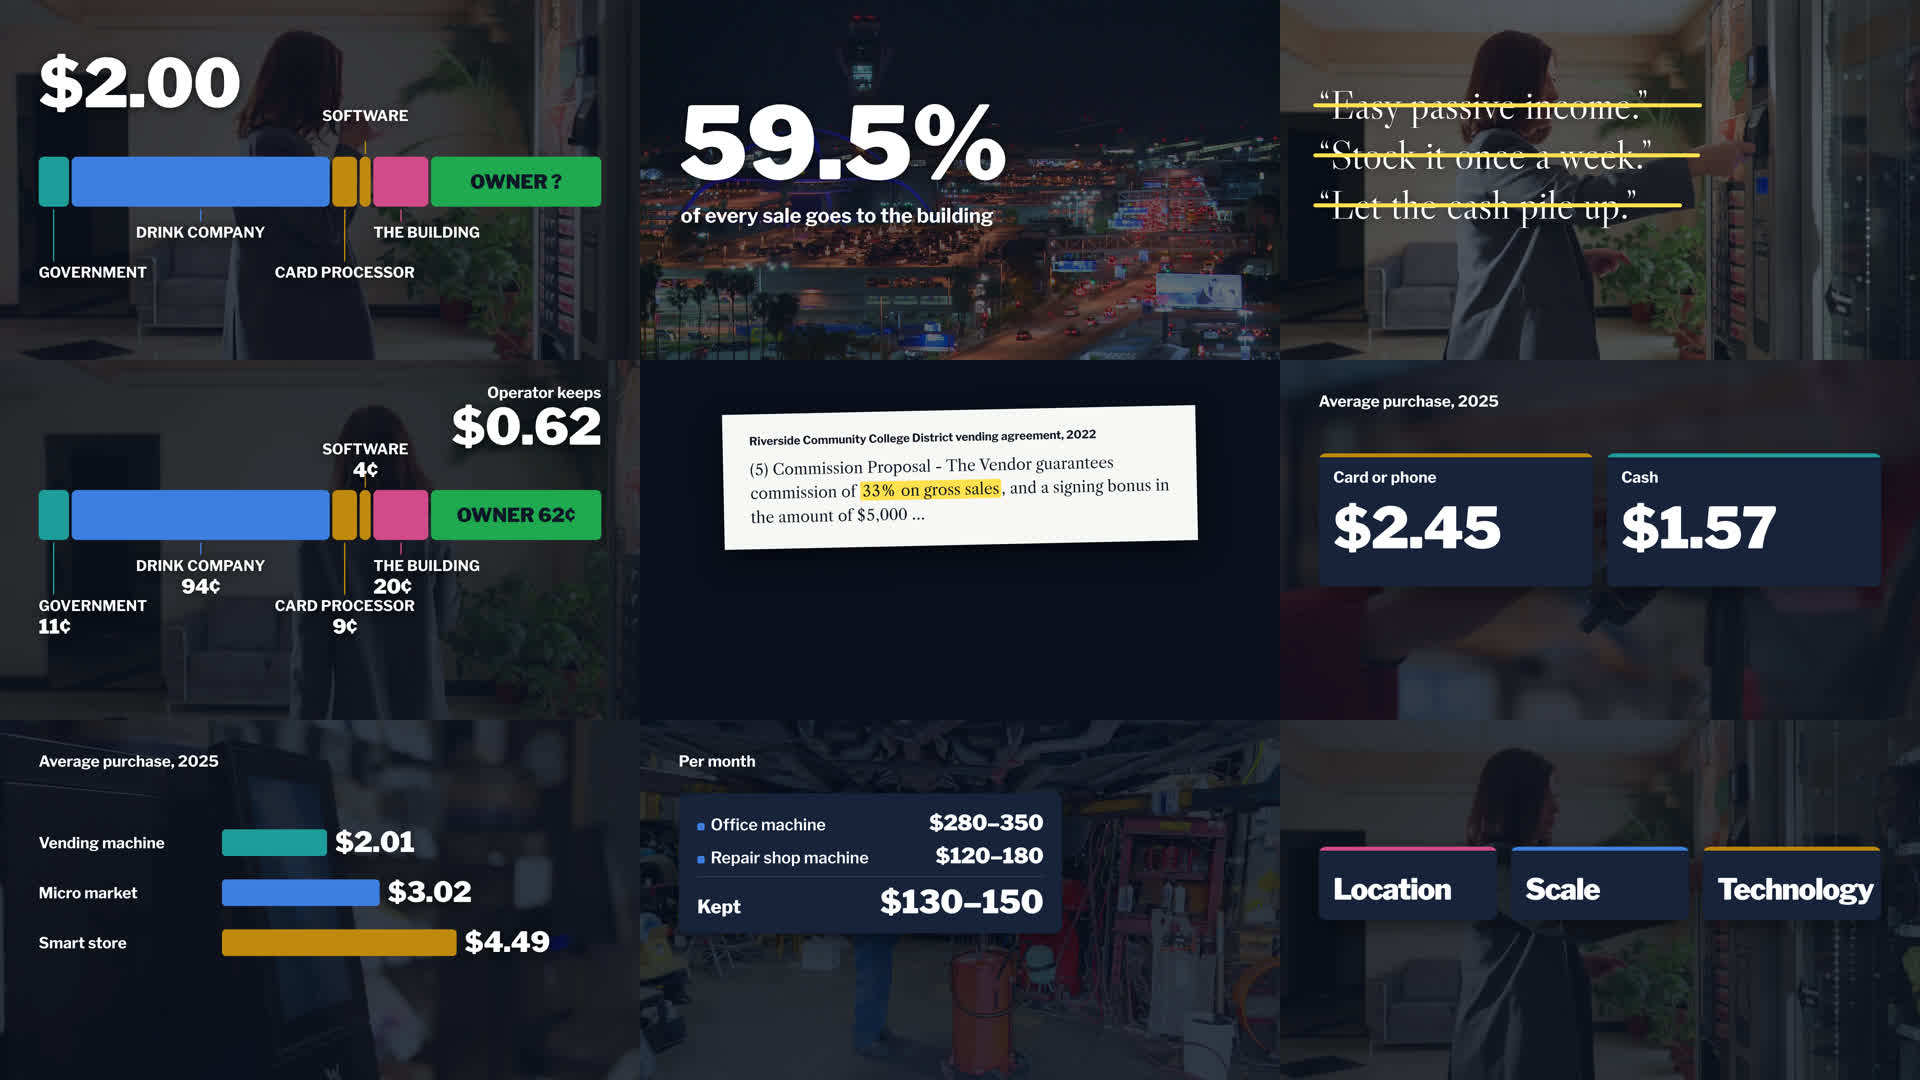 $2.00
SOFTWARE
OWNER ?
DRINK COMPANY
THE BUILDING
GOVERNMENT
CARD PROCESSOR
59.5%
of every sale goes to the building
“Easy passive income.”
“Stock it once a week.”
“Let the cash pile up.”
Operator keeps
$0.62
SOFTWARE
4¢
OWNER 62¢
DRINK COMPANY
94¢
THE BUILDING
20¢
GOVERNMENT
11¢
CARD PROCESSOR
9¢
Riverside Community College District vending agreement, 2022
(5) Commission Proposal - The Vendor guarantees
commission of 33% on gross sales, and a signing bonus in
the amount of $5,000 ...
Average purchase, 2025
Card or phone
$2.45
Cash
$1.57
Average purchase, 2025
Vending machine $2.01
Micro market $3.02
Smart store $4.49
Per month
Office machine $280–350
Repair shop machine $120–180
Kept $130–150
Location
Scale
Technology